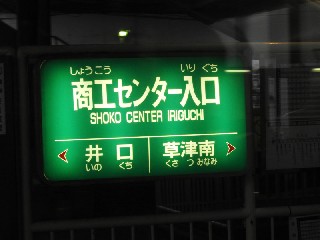 しょうこう いりぐち
商工センター入口
SHOKO CENTER IRIGUCHI
井口 草津南
いのくち くさつみなみ